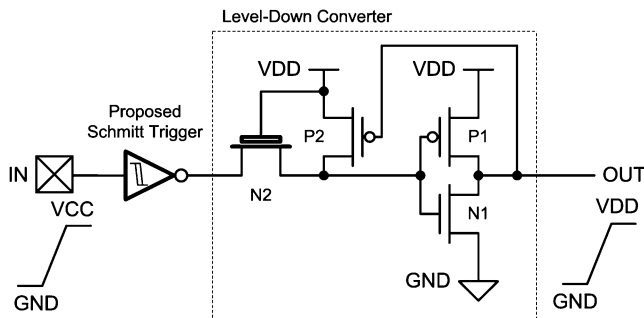 Level-Down Converter
VDD
VDD
Proposed
Schmitt Trigger
P2
P1
IN
N2
OUT
N1
VCC
VDD
GND
GND
GND